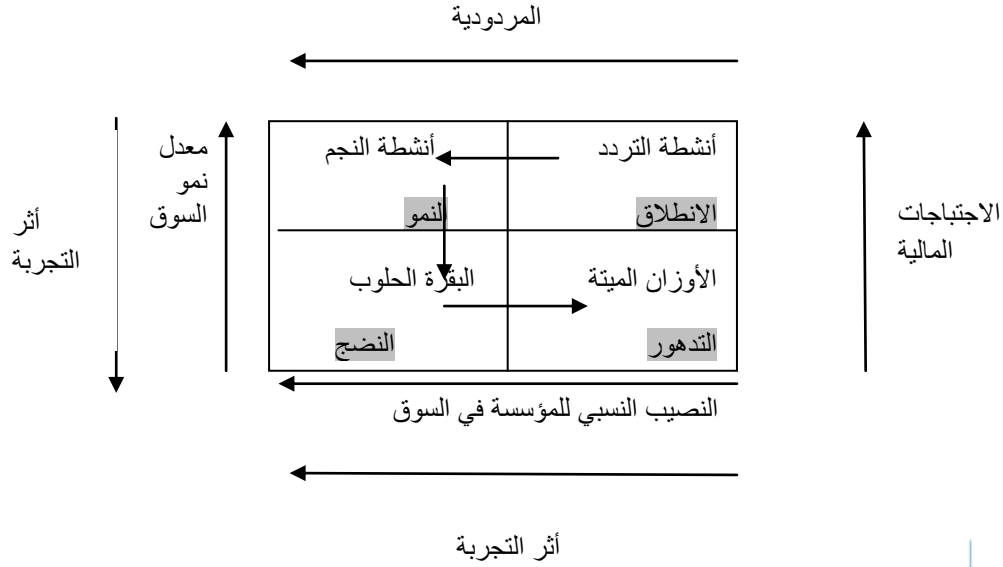 المردودية
أنشطة التردد
أنشطة النجم
الانطلاق
النمو
الأوزان الميتة
البقرة الحلوب
التدهور
النضج
الاجتباجات
المالية
معدل
نمو
السوق
أثر
التجربة
النصيب النسبي للمؤسسة في السوق
أثر التجربة